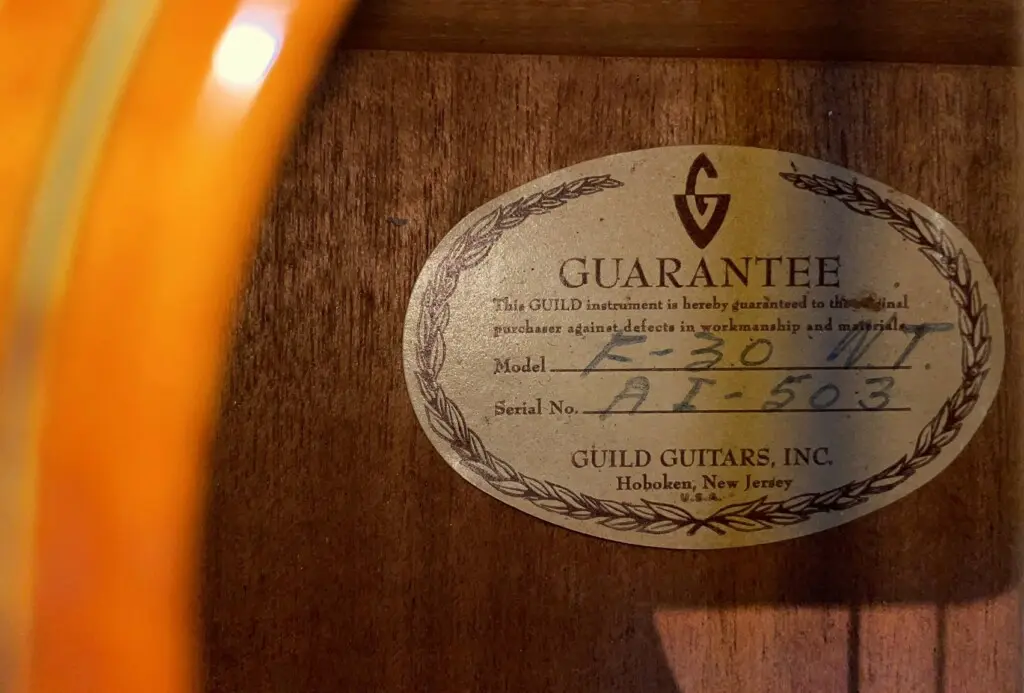 G
GUARANTEE
This GUILD instrument is hereby guaranteed to the original
purchaser against defects in workmanship and materials.
Model F-30 NT.
Serial No. AI-503
GUILD GUITARS, INC.
Hoboken, New Jersey
U.S.A.